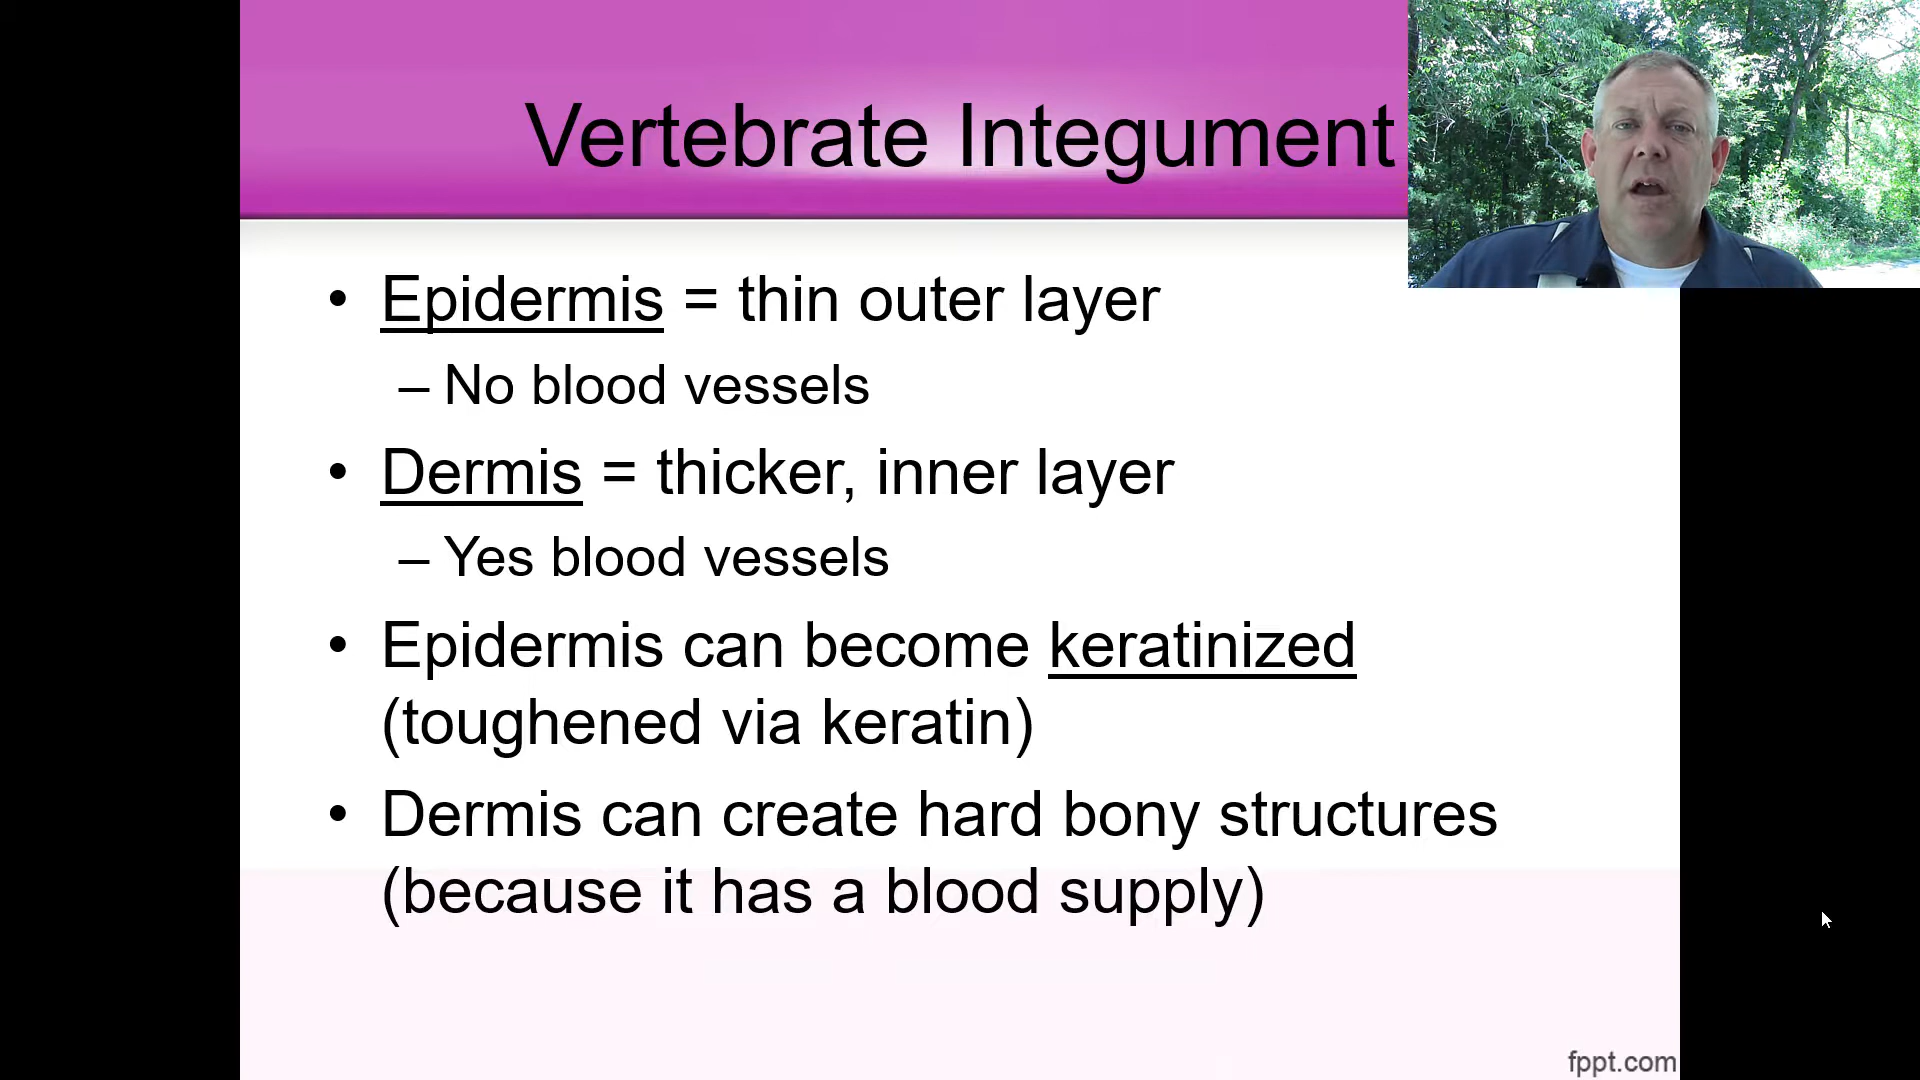 Vertebrate Integument
• Epidermis = thin outer layer
– No blood vessels
• Dermis = thicker, inner layer
– Yes blood vessels
• Epidermis can become keratinized
(toughened via keratin)
• Dermis can create hard bony structures
(because it has a blood supply)
fppt.com